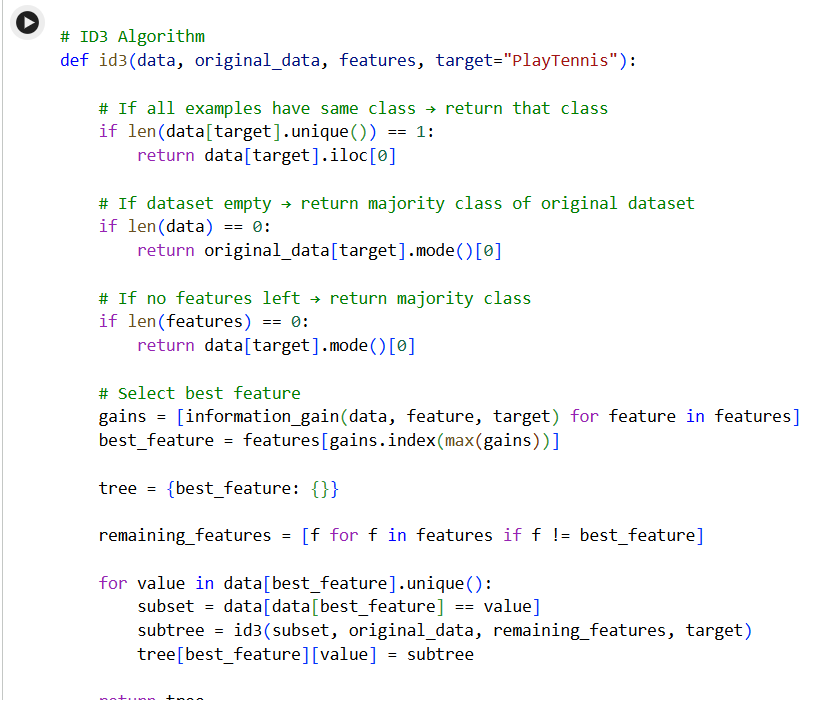 # ID3 Algorithm
def id3(data, original_data, features, target="PlayTennis"):
    # If all examples have same class → return that class
    if len(data[target].unique()) == 1:
        return data[target].iloc[0]
    # If dataset empty → return majority class of original dataset
    if len(data) == 0:
        return original_data[target].mode()[0]
    # If no features left → return majority class
    if len(features) == 0:
        return data[target].mode()[0]
    # Select best feature
    gains = [information_gain(data, feature, target) for feature in features]
    best_feature = features[gains.index(max(gains))]
    tree = {best_feature: {}}
    remaining_features = [f for f in features if f != best_feature]
    for value in data[best_feature].unique():
        subset = data[data[best_feature] == value]
        subtree = id3(subset, original_data, remaining_features, target)
        tree[best_feature][value] = subtree
    return tree